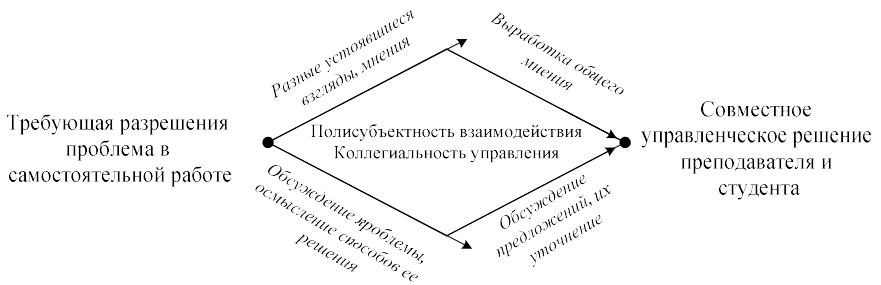 Разные устоявшиеся
взгляды, мнения
Выработка общего
мнения
Требующая разрешения
проблема в
самостоятельной работе
Полисубъектность взаимодействия
Коллегиальность управления
Совместное
управленческое решение
преподавателя и
студента
Обсуждение яроблемы,
осмысление способов ее
решения
Обсуждение
предложений, их
уточнение